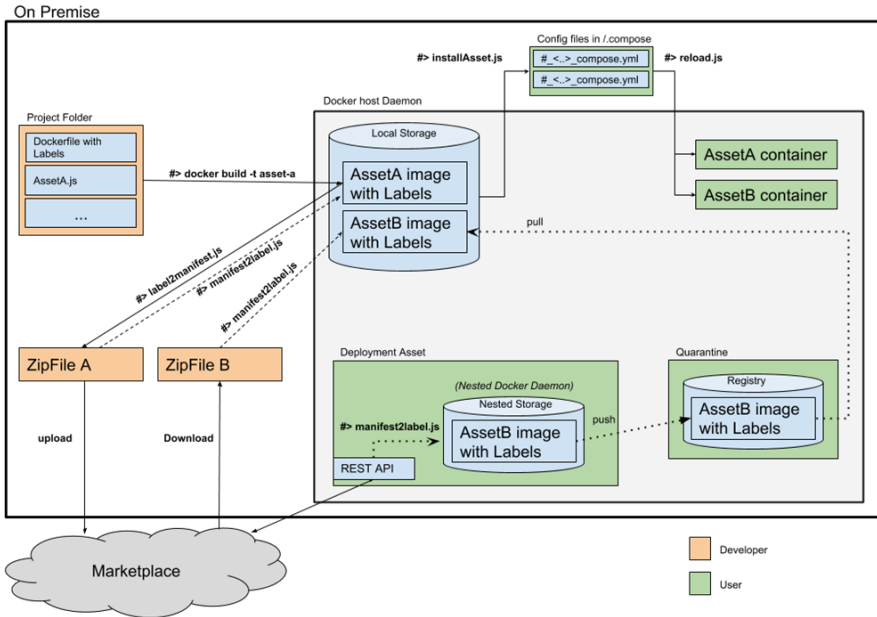 On Premise
Config files in /.compose
#> installAsset.js
#_<..>_compose.yml
#_<..>_compose.yml
#> reload.js
Docker host Daemon
Project Folder
Dockerfile with
Labels
AssetA.js
...
#> docker build -t asset-a
Local Storage
AssetA image
with Labels
AssetB image
with Labels
AssetA container
AssetB container
pull
#> label2manifest.js
#> manifest2label.js
#> manifest2label.js
ZipFile A
ZipFile B
Deployment Asset
(Nested Docker Daemon)
Nested Storage
#> manifest2label.js
AssetB image
with Labels
REST API
push
Quarantine
Registry
AssetB image
with Labels
upload
Download
Marketplace
Developer
User